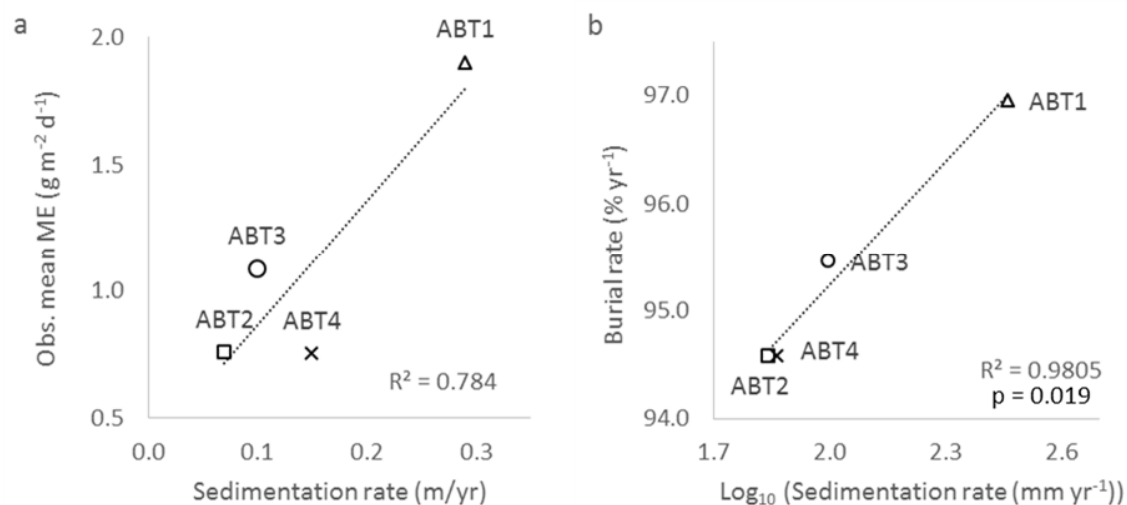 a
Obs. mean ME (g m⁻² d⁻¹)
2.0
1.5
1.0
0.5
ABT1
ABT3
ABT2
ABT4
R² = 0.784
0.0
0.1
0.2
0.3
Sedimentation rate (m/yr)
b
Burial rate (% yr⁻¹)
97.0
96.0
95.0
94.0
ABT1
ABT3
ABT4
ABT2
R² = 0.9805
p = 0.019
1.7
2.0
2.3
2.6
Log₁₀ (Sedimentation rate (mm yr⁻¹))